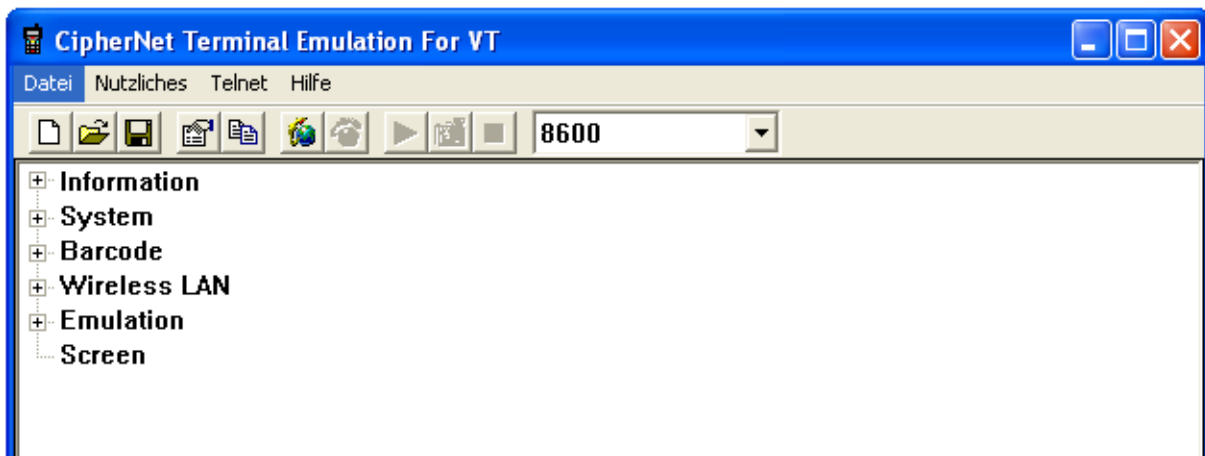 CipherNet Terminal Emulation For VT
Datei Nutzliches Telnet Hilfe
8600
Information
System
Barcode
Wireless LAN
Emulation
Screen